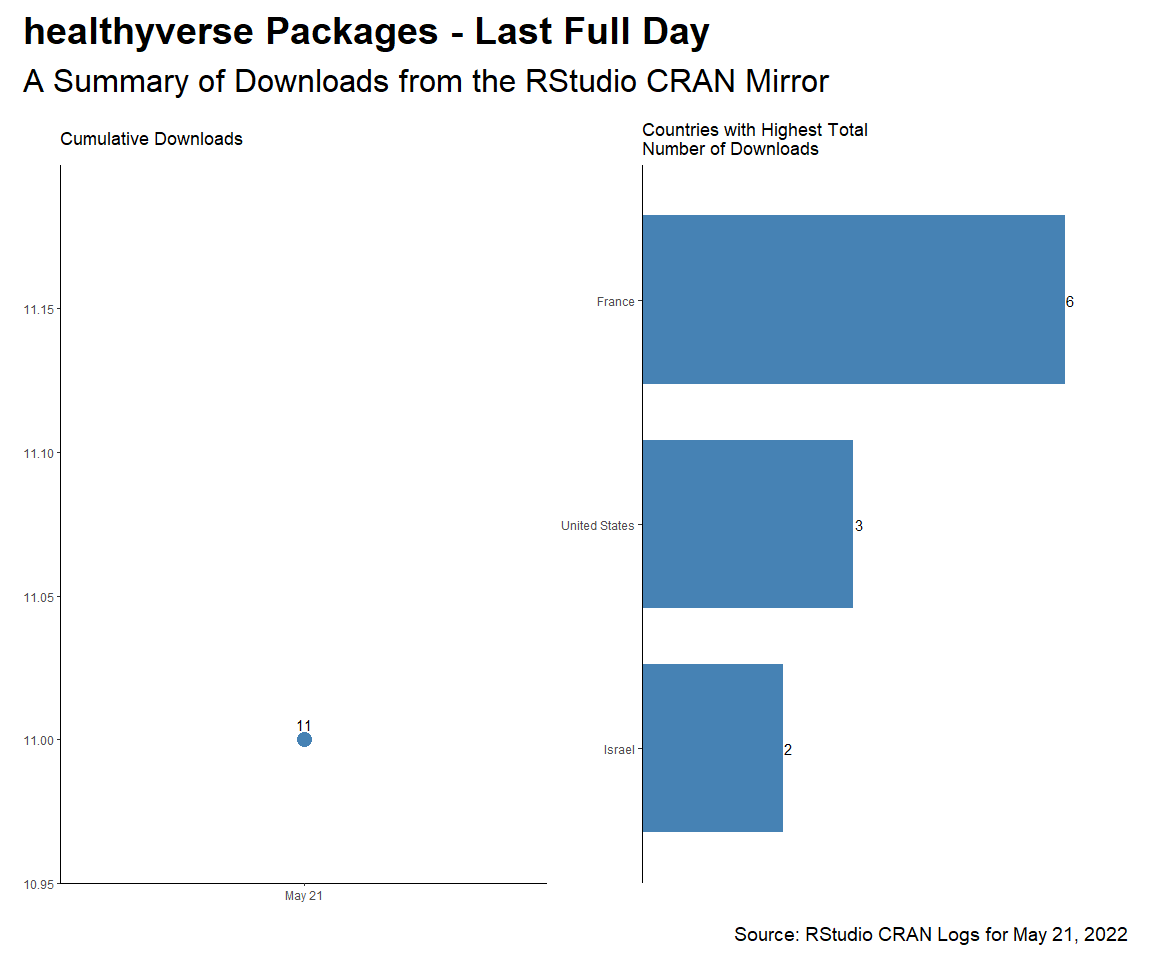 healthyverse Packages - Last Full Day
A Summary of Downloads from the RStudio CRAN Mirror
Cumulative Downloads
11.15
11.10
11.05
11.00
10.95
11
May 21
Countries with Highest Total
Number of Downloads
France
6
United States
3
Israel
2
Source: RStudio CRAN Logs for May 21, 2022